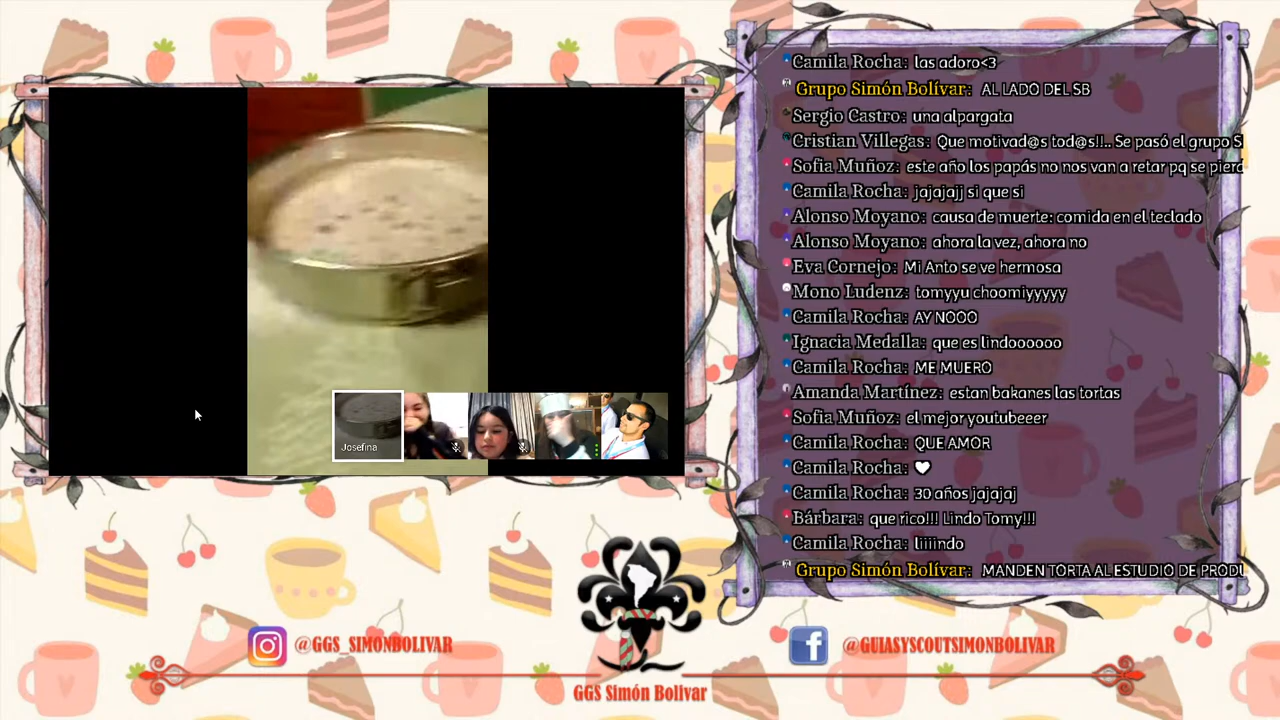 Camila Rocha: las adoro<3
Grupo Simón Bolívar: AL LADO DEL SB
Sergio Castro: una alpargata
Cristian Villegas: Que motivad@s tod@s!!.. Se pasó el grupo S
Sofia Muñoz: este año los papás no nos van a retar pq se pierd
Camila Rocha: jajajajj si que si
Alonso Moyano: causa de muerte: comida en el teclado
Alonso Moyano: ahora la vez, ahora no
Eva Cornejo: Mi Anto se ve hermosa
Mono Ludenz: tomyyu choomiyyyyy
Camila Rocha: AY NOOO
Ignacia Medalla: que es lindoooooo
Camila Rocha: ME MUERO
Amanda Martínez: estan bakanes las tortas
Sofia Muñoz: el mejor youtubeeer
Camila Rocha: QUE AMOR
Camila Rocha: 🤍
Camila Rocha: 30 años jajajaj
Bárbara: que rico!!! Lindo Tomy!!!
Camila Rocha: liiiindo
Grupo Simón Bolívar: MANDEN TORTA AL ESTUDIO DE PRODU
Josefina
@GGS_SIMONBOLIVAR
@GUIASYSCOUTSIMONBOLIVAR
GGS Simón Bolívar